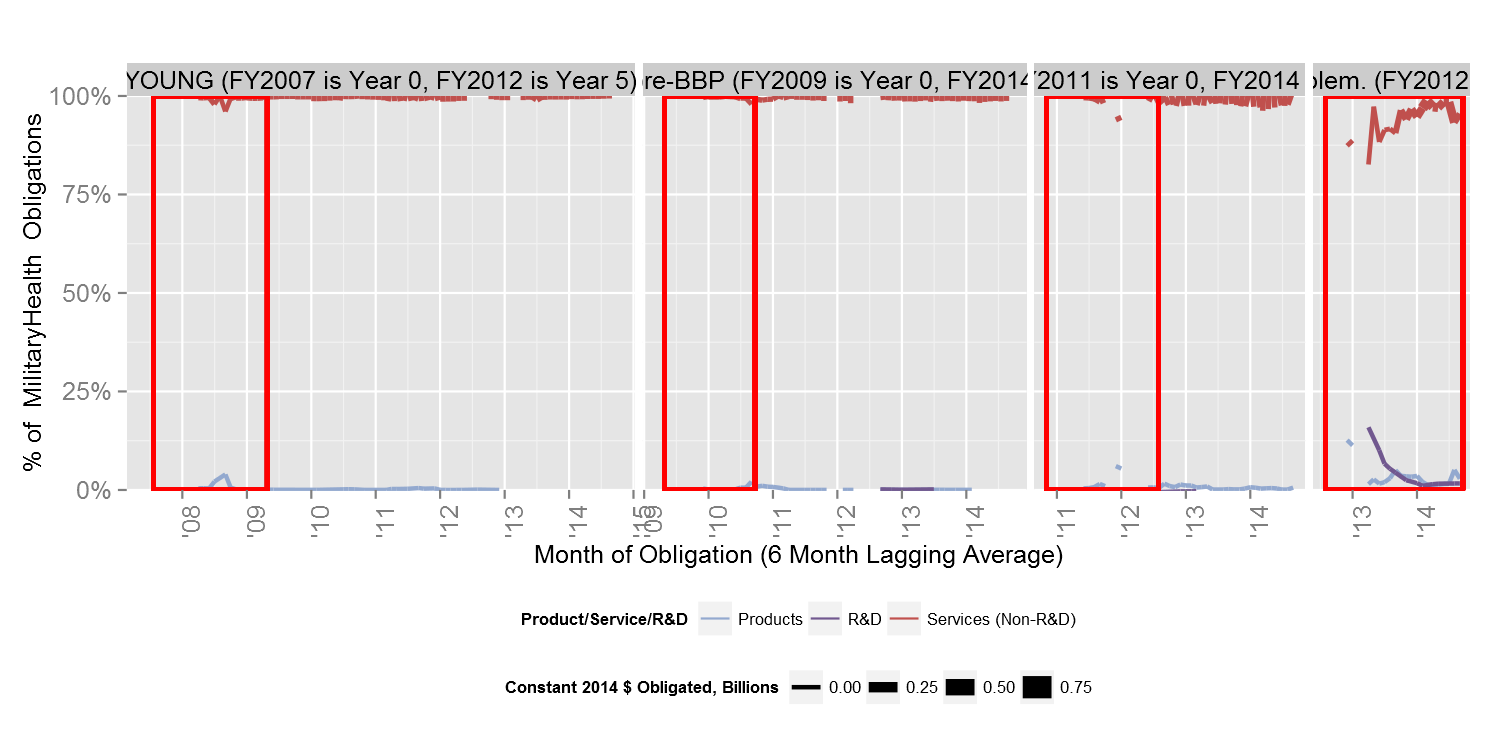 YOUNG (FY2007 is Year 0, FY2012 is Year 5)
re-BBP (FY2009 is Year 0, FY2014
2011 is Year 0, FY2014
lem. (FY2012
% of MilitaryHealth Obligations
100%
75%
50%
25%
0%
'08 '09 '10 '11 '12 '13 '14 '15
'09 '10 '11 '12 '13 '14
'11 '12 '13 '14
'13 '14
Month of Obligation (6 Month Lagging Average)
Product/Service/R&D Products R&D Services (Non-R&D)
Constant 2014 $ Obligated, Billions 0.00 0.25 0.50 0.75